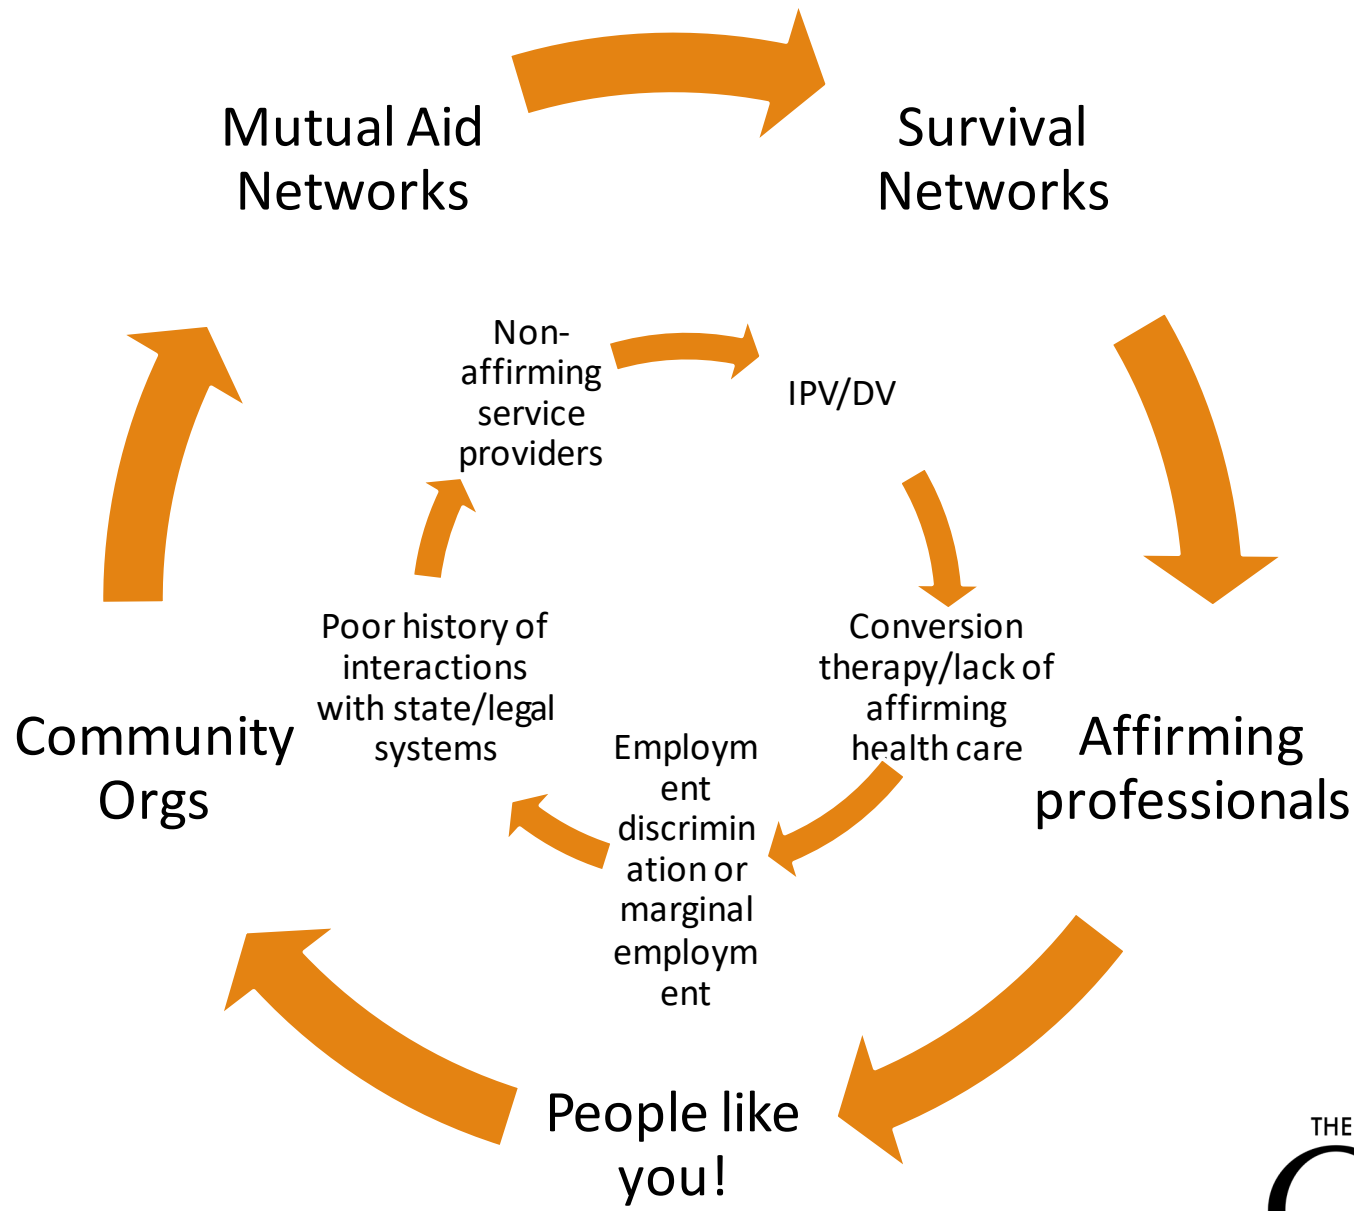 Mutual Aid
Networks
Survival
Networks
Non-
affirming
service
providers
IPV/DV
Poor history of
interactions
with state/legal
systems
Conversion
therapy/lack of
affirming
health care
Employm
ent
discrimin
ation or
marginal
employm
ent
Community
Orgs
Affirming
professionals
People like
you!
THE